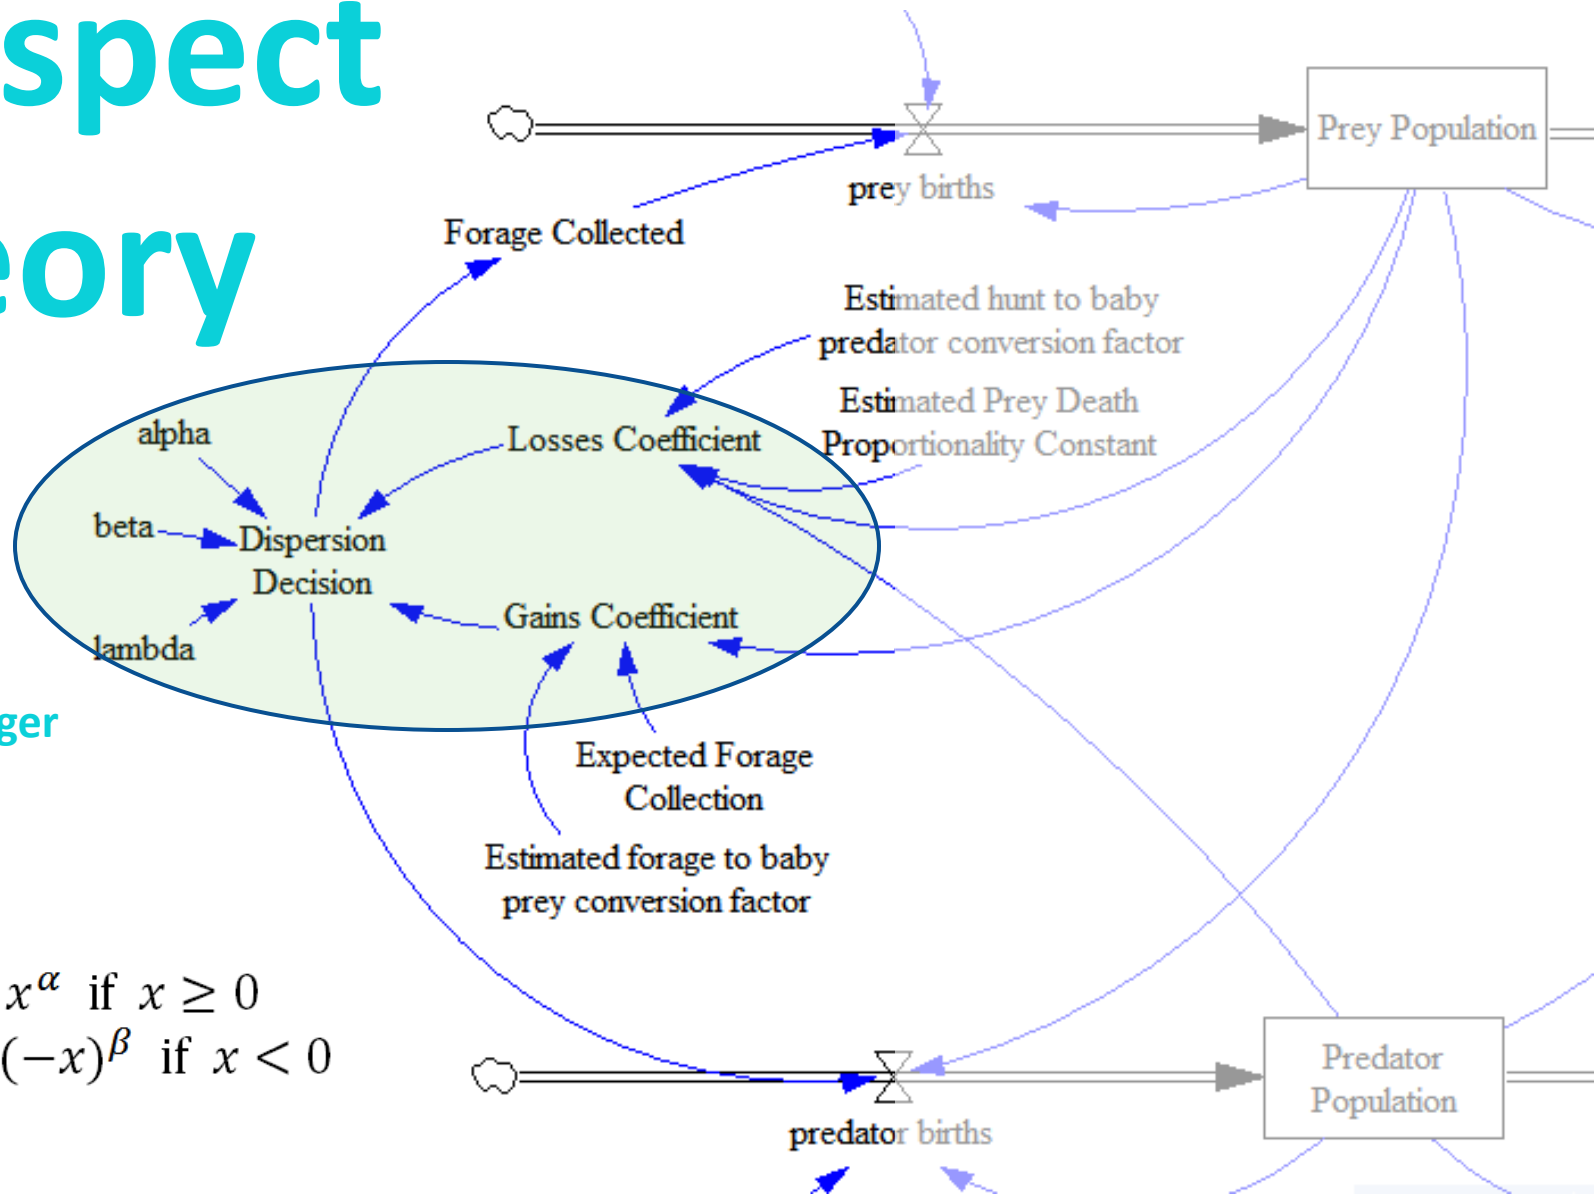 spect
eory
prey births
Prey Population
Forage Collected
Estimated hunt to baby
predator conversion factor
Estimated Prey Death
Proportionality Constant
alpha
Losses Coefficient
beta
Dispersion
Decision
Gains Coefficient
lambda
ger
Expected Forage
Collection
Estimated forage to baby
prey conversion factor
x^α if x ≥ 0
(−x)^β if x < 0
Predator
Population
predator births